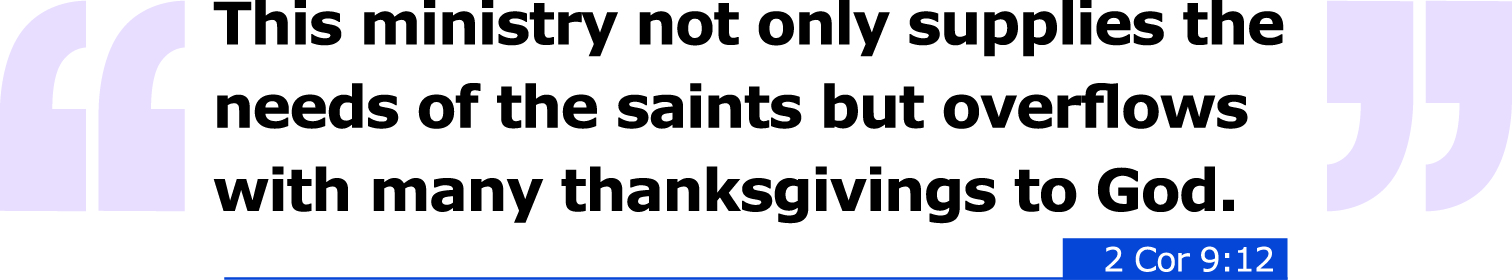 This ministry not only supplies the
needs of the saints but overflows
with many thanksgivings to God.
2 Cor 9:12